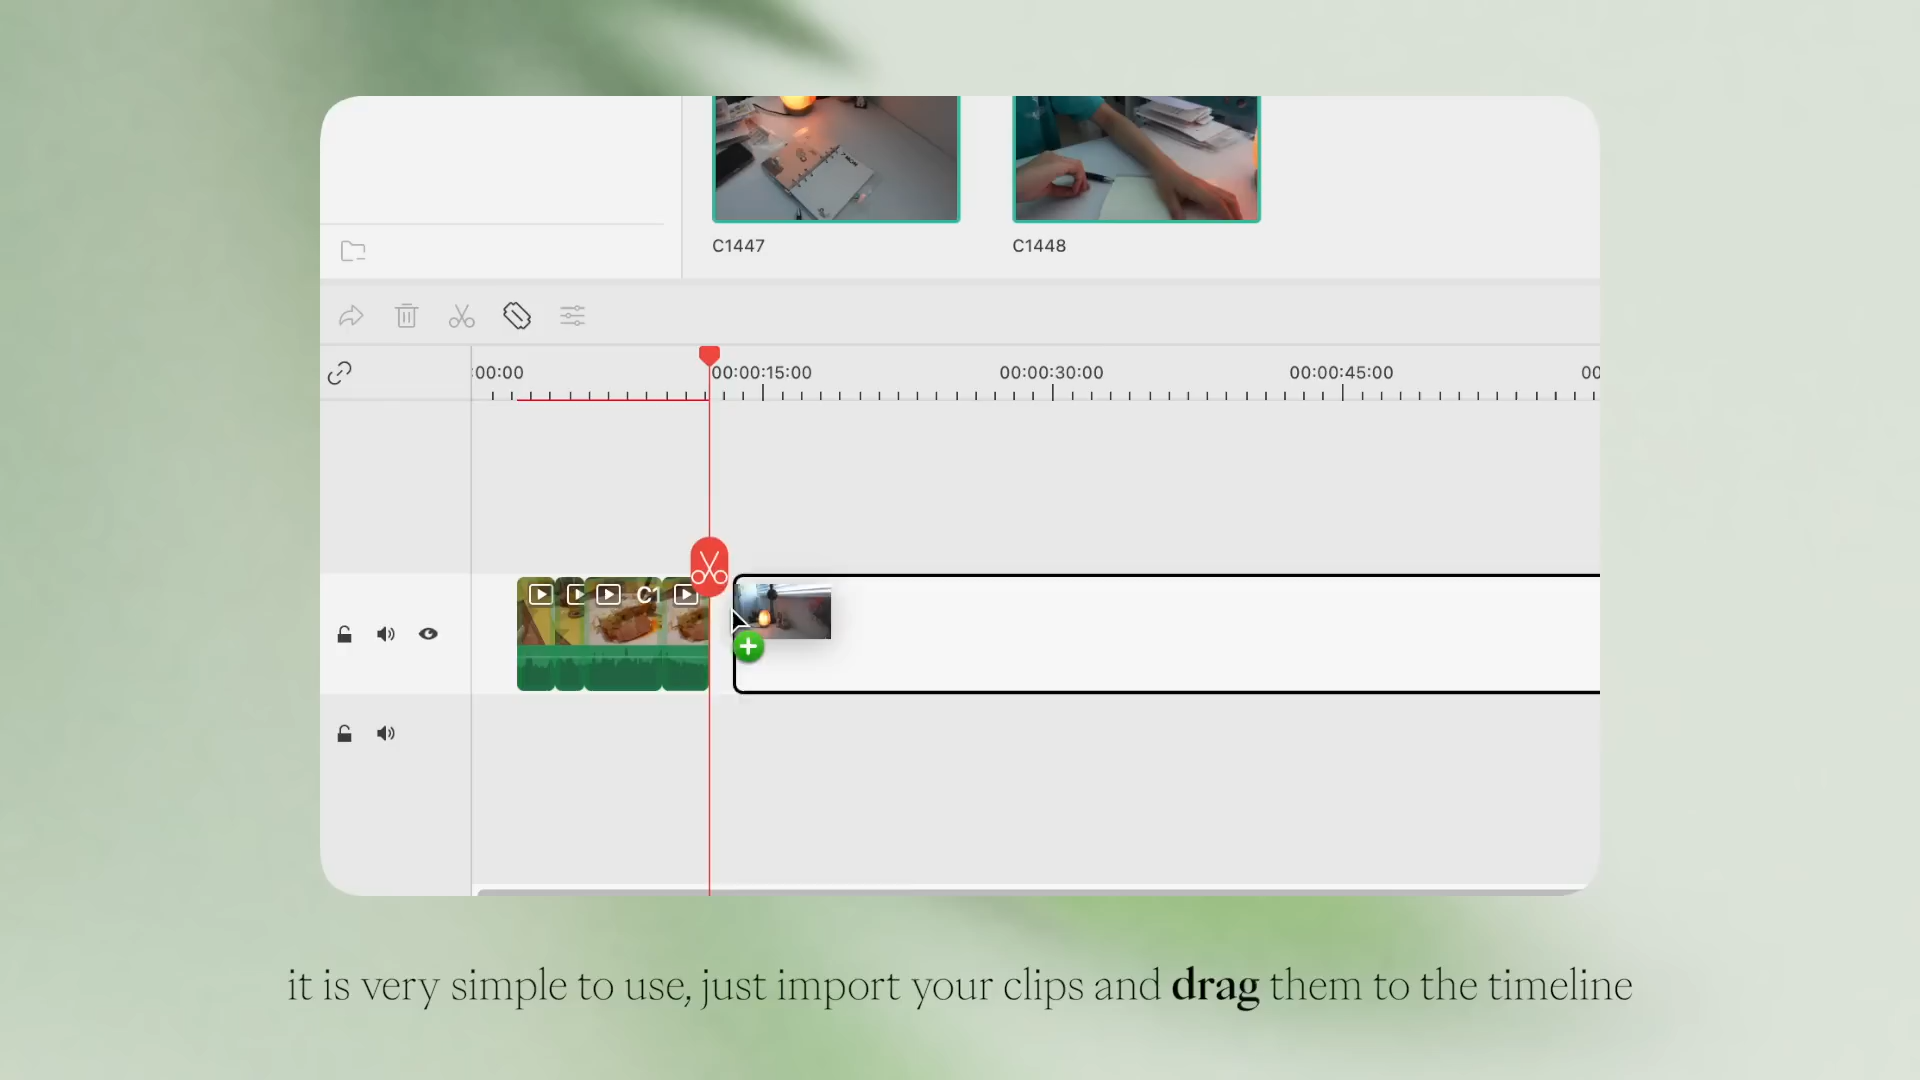 C1447
C1448
:00:00
00:00:15:00
00:00:30:00
00:00:45:00
00
C1
it is very simple to use, just import your clips and drag them to the timeline